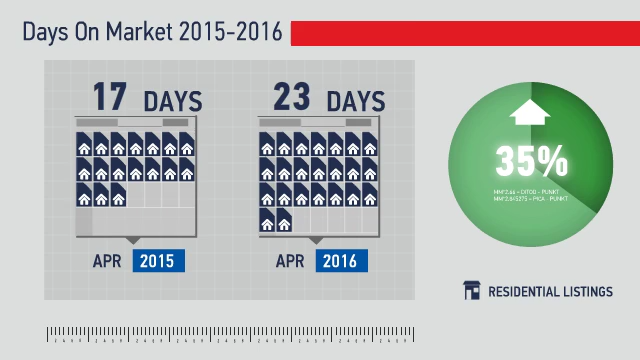 Days On Market 2015-2016
17 DAYS
23 DAYS
APR 2015
APR 2016
35%
RESIDENTIAL LISTINGS